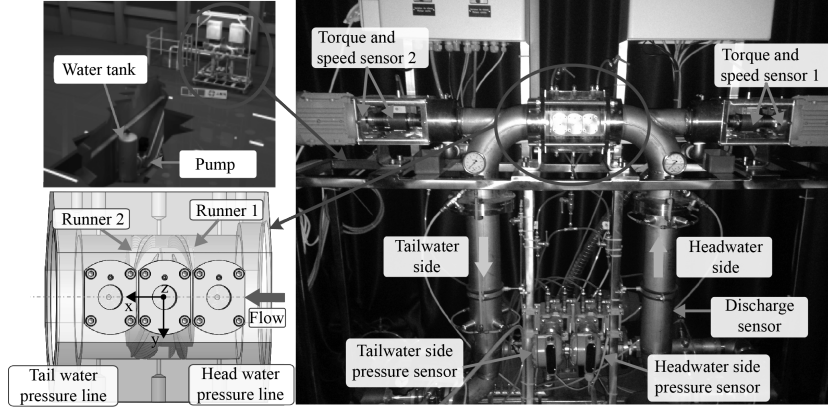 Water tank
Pump
Runner 2
Runner 1
x
z
y
Flow
Tail water
pressure line
Head water
pressure line
Torque and
speed sensor 2
Torque and
speed sensor 1
Tailwater
side
Headwater
side
Discharge
sensor
Tailwater side
pressure sensor
Headwater side
pressure sensor